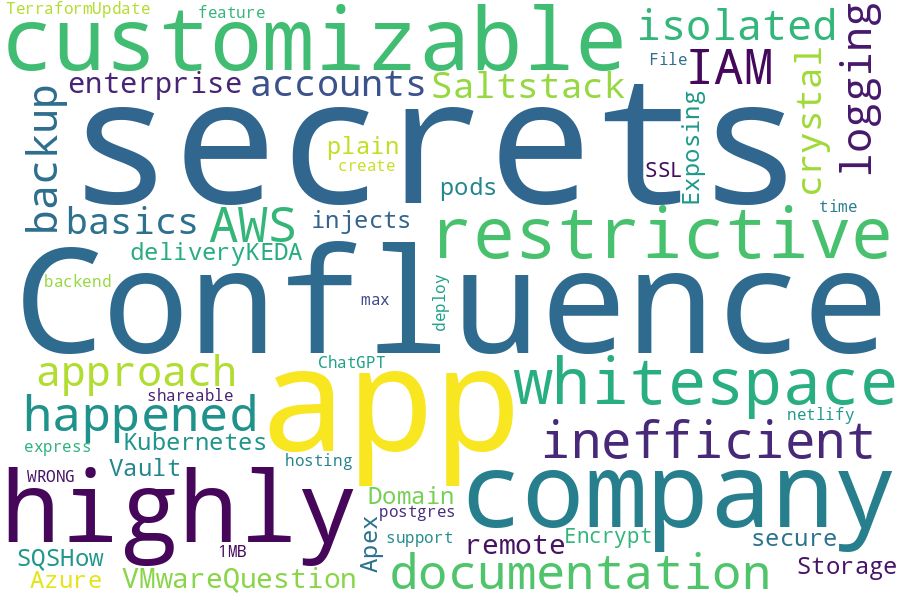 TerraformUpdate
feature
customizable
isolated
logging
File
IAM
crystal
enterprise
accounts
Saltstack
backup
secrets
Exposing
plain
create
SSL
pods
time
basics
AWS
injects
restrictive
deliveryKEDA
Confluence
backend
max
deploy
ChatGPT
approach
shareable
app
whitespace
happened
netlify
express
Kubernetes
inefficient
Vault
hosting
WRONG
highly
company
Domain
postgres
Apex
support
remote
Encrypt
secure
1MB
SQSHow
Azure
VMwareQuestion
documentation
Storage